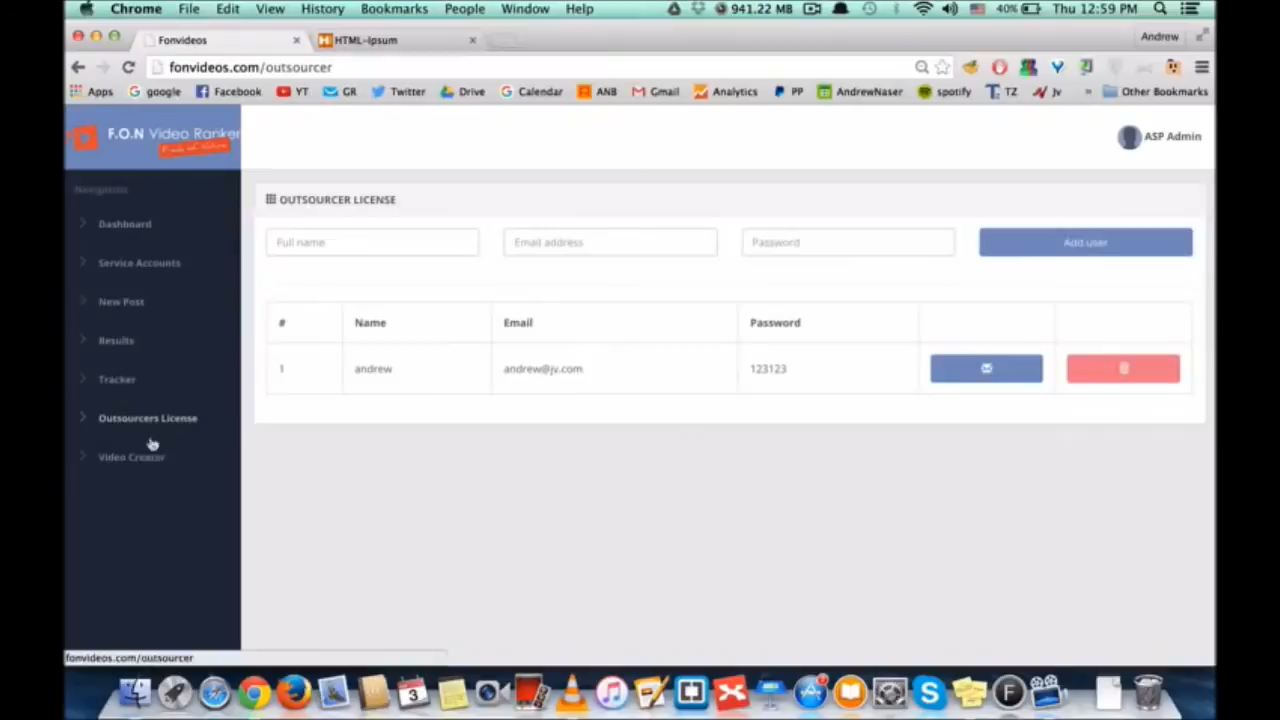 Chrome File Edit View History Bookmarks People Window Help 941.22 MB 40% Thu 12:59 PM
Fonvideos HTML-Ipsum Andrew
fonvideos.com/outsourcer
Apps google Facebook YT GR Twitter Drive Calendar ANB Gmail Analytics PP AndrewNaser spotify TZ Jv » Other Bookmarks
F.O.N Video Ranker
ASP Admin
Navigation
Dashboard
Service Accounts
New Post
Results
Tracker
Outsourcers License
Video Creator
OUTSOURCER LICENSE
Full name Email address Password Add user
# Name Email Password
1 andrew andrew@jv.com 123123
fonvideos.com/outsourcer
3